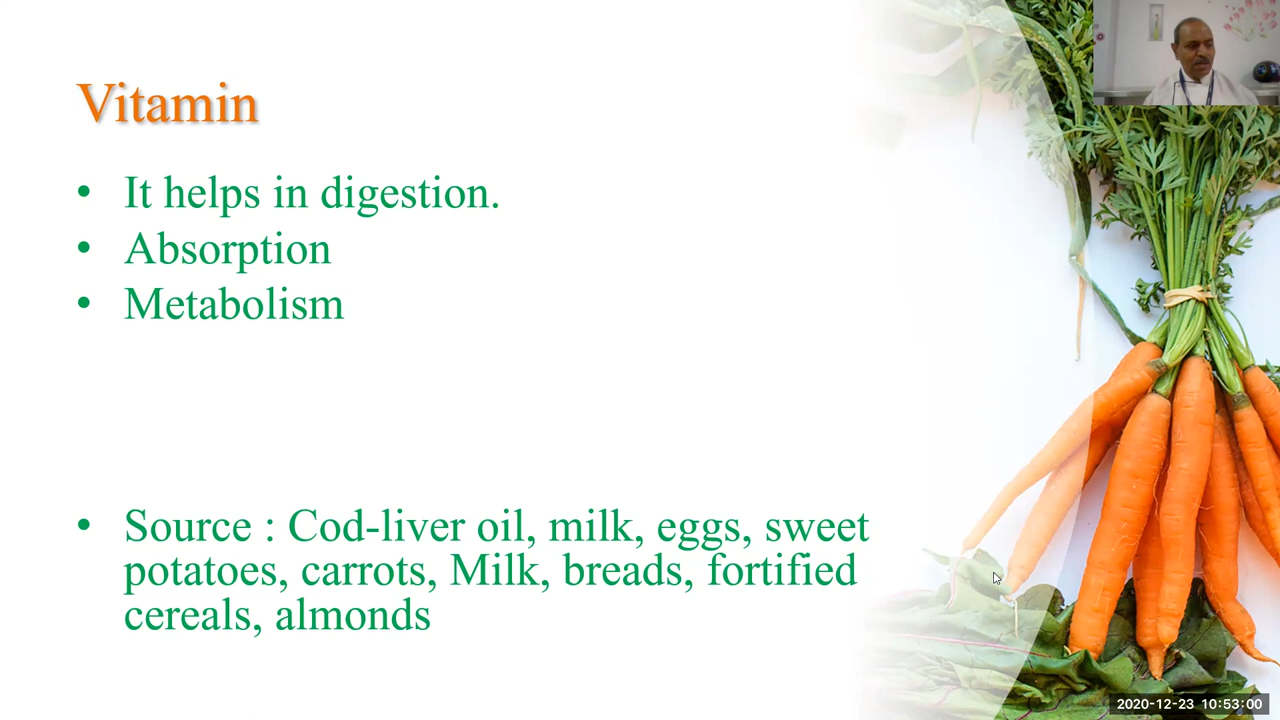 Vitamin
• It helps in digestion.
• Absorption
• Metabolism
• Source : Cod-liver oil, milk, eggs, sweet
potatoes, carrots, Milk, breads, fortified
cereals, almonds
2020-12-23 10:53:00